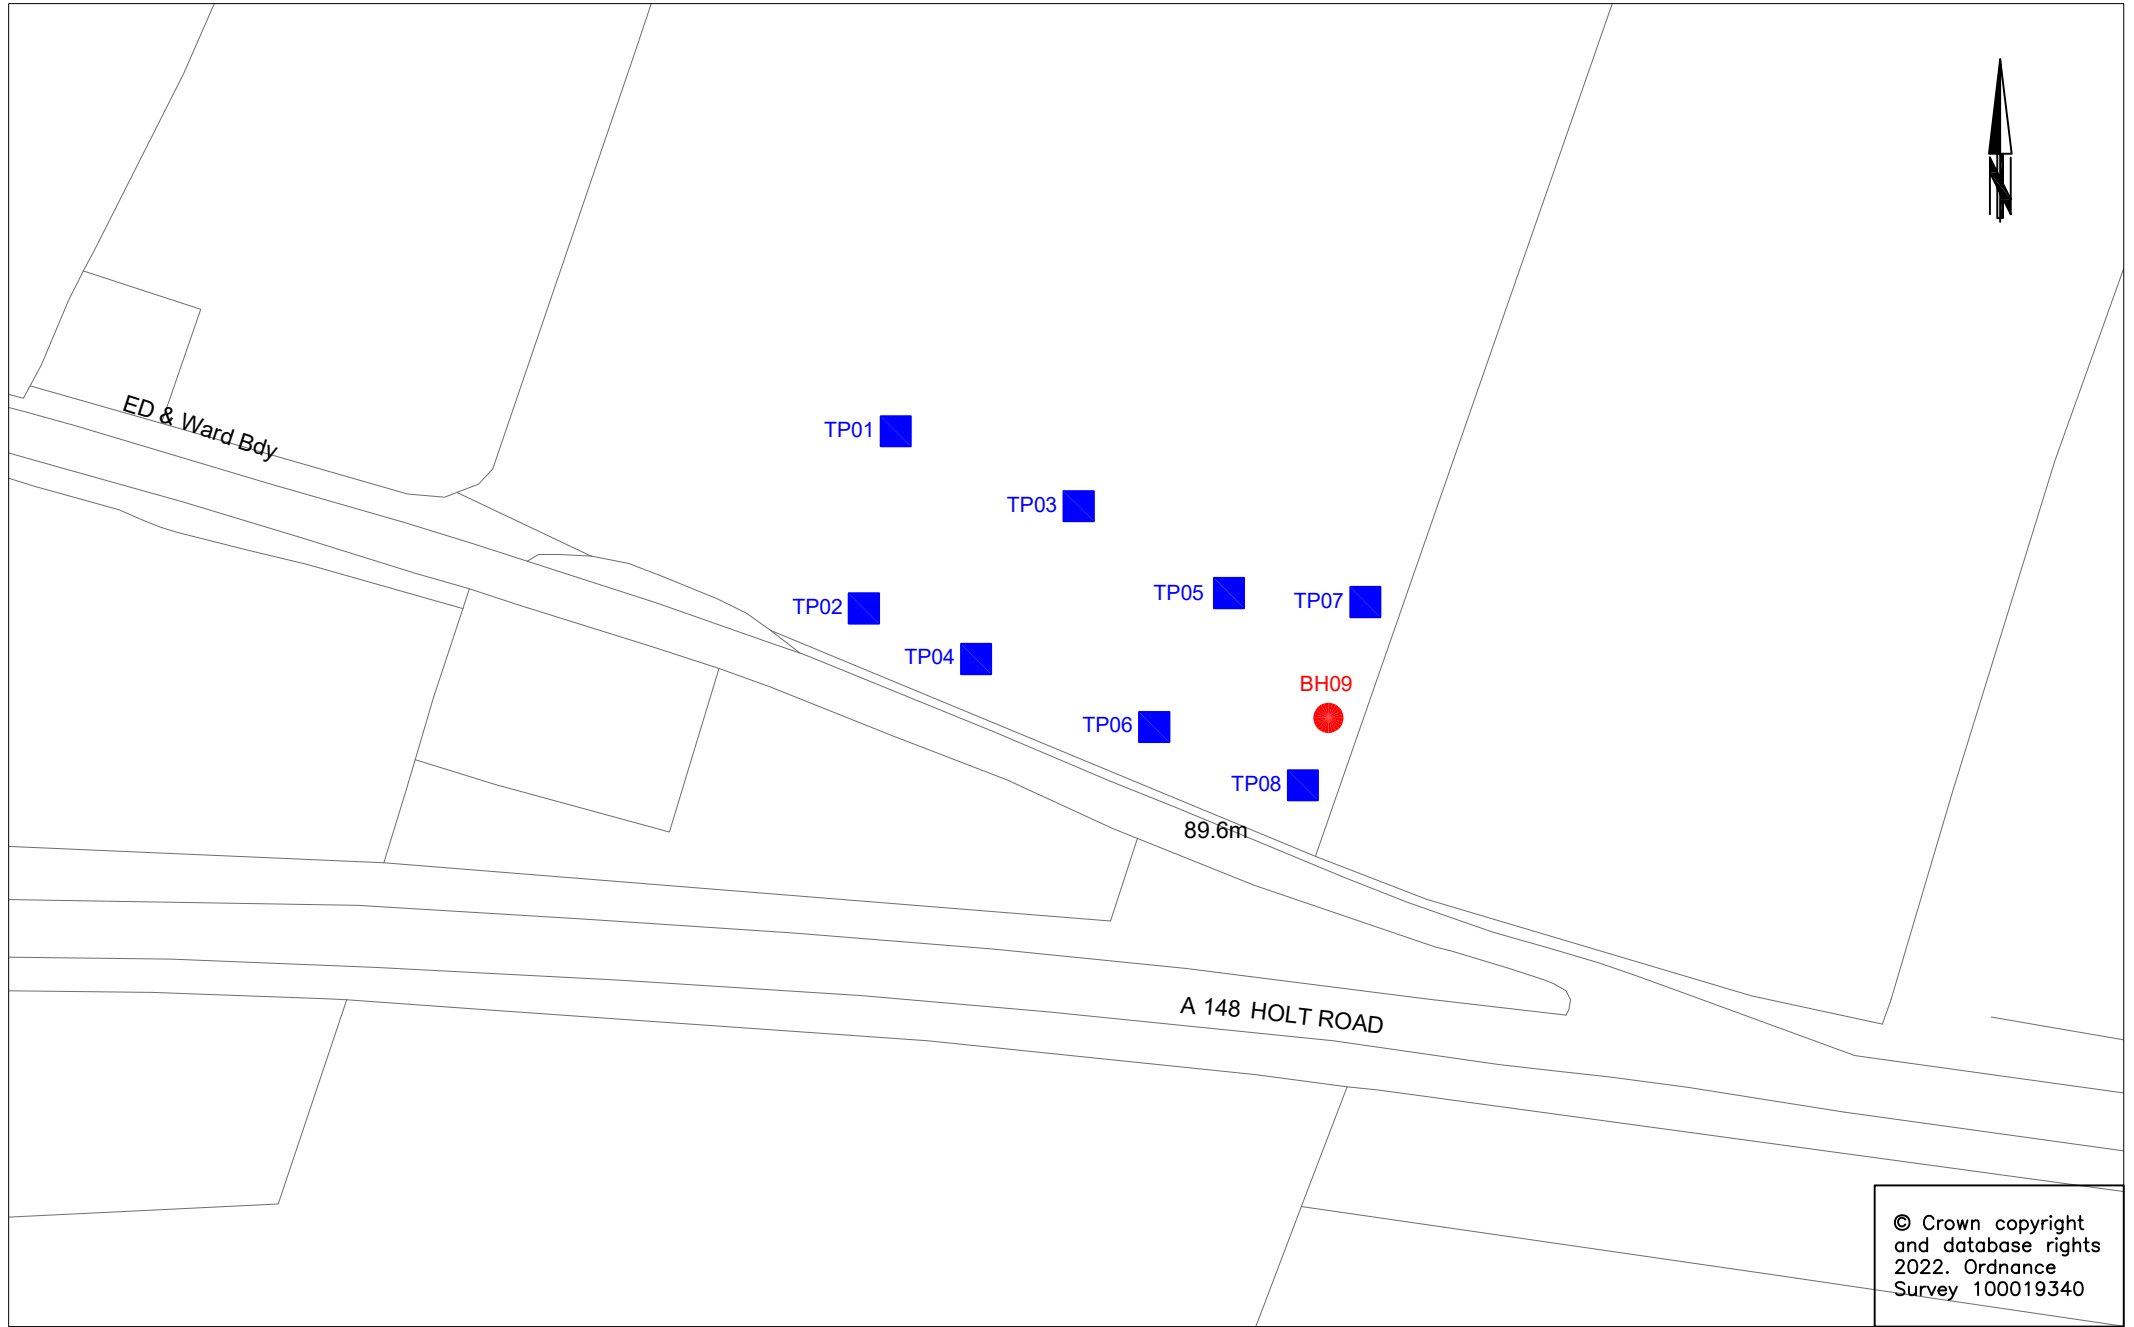 N
ED & Ward Bdy
TP01
TP03
TP05
TP07
TP02
TP04
BH09
TP06
TP08
89.6m
A 148 HOLT ROAD
© Crown copyright
and database rights
2022. Ordnance
Survey 100019340